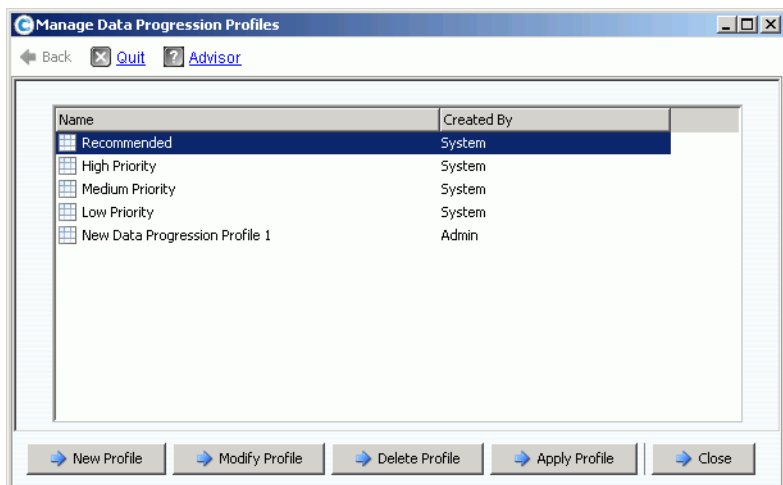 Manage Data Progression Profiles
Back Quit Advisor
Name Created By
Recommended System
High Priority System
Medium Priority System
Low Priority System
New Data Progression Profile 1 Admin
New Profile Modify Profile Delete Profile Apply Profile Close